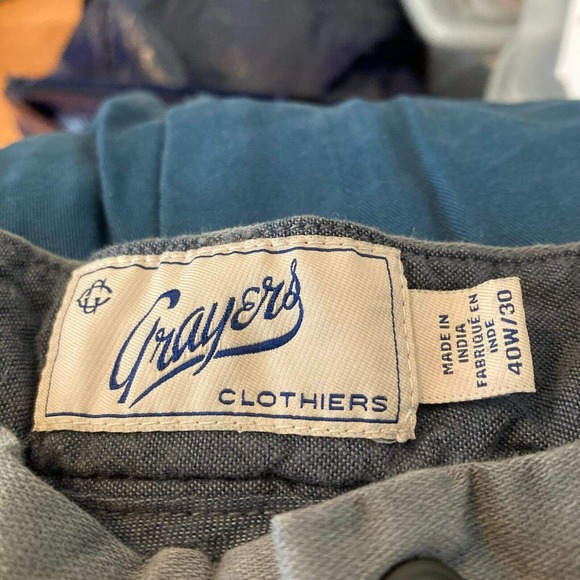 Grayers
CLOTHIERS
MADE IN
INDIA
FABRIQUÉ EN
INDE
40W/30